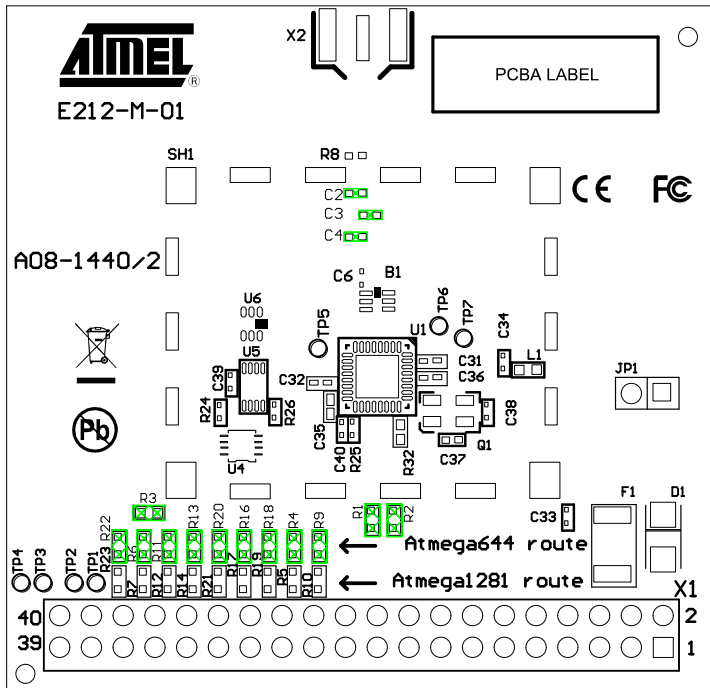 X2
PCBA LABEL
ATMEL ®
E212-M-01
SH1
R8
C2
C3
C4
CE FC
A08-1440/2
C6
B1
U6
TP6
TP7
TP5
U1
C34
U5
C39
C32
C31
C36
L1
JP1
R24
R26
C35
C38
Pb
U4
C40
R25
R32
C37
Q1
R3
R1
R2
C33
F1
D1
R22
R6
R11
R13
R20
R16
R18
R4
R9
Atmega644 route
TP4
TP3
TP2
TP1
R23
R7
R12
R14
R21
R17
R19
R5
R10
Atmega1281 route
X1
40
2
39
1